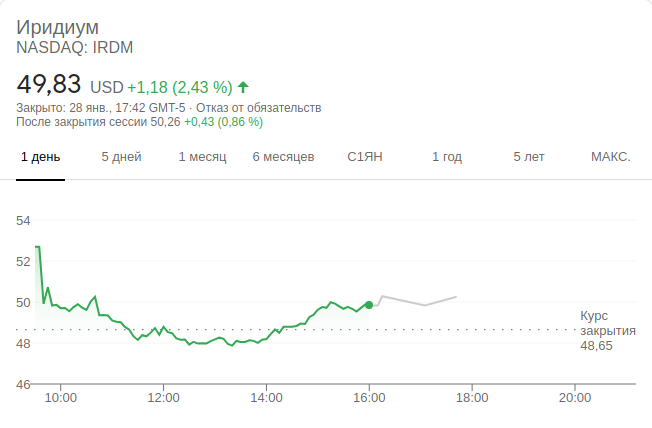 Иридиум
NASDAQ: IRDM
49,83 USD +1,18 (2,43 %)
Закрыто: 28 янв., 17:42 GMT-5 · Отказ от обязательств
После закрытия сессии 50,26 +0,43 (0,86 %)
1 день 5 дней 1 месяц 6 месяцев С1ЯН 1 год 5 лет МАКС.
54
52
50
Курс
закрытия
48,65
48
46
10:00 12:00 14:00 16:00 18:00 20:00